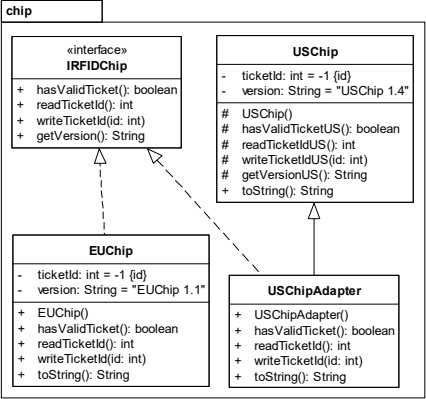 chip
«interface»
IRFIDChip
+ hasValidTicket(): boolean
+ readTicketId(): int
+ writeTicketId(id: int)
+ getVersion(): String
USChip
- ticketId: int = -1 {id}
- version: String = "USChip 1.4"
# USChip()
# hasValidTicketUS(): boolean
# readTicketIdUS(): int
# writeTicketIdUS(id: int)
# getVersionUS(): String
+ toString(): String
EUChip
- ticketId: int = -1 {id}
- version: String = "EUChip 1.1"
+ EUChip()
+ hasValidTicket(): boolean
+ readTicketId(): int
+ writeTicketId(id: int)
+ toString(): String
USChipAdapter
+ USChipAdapter()
+ hasValidTicket(): boolean
+ readTicketId(): int
+ writeTicketId(id: int)
+ toString(): String